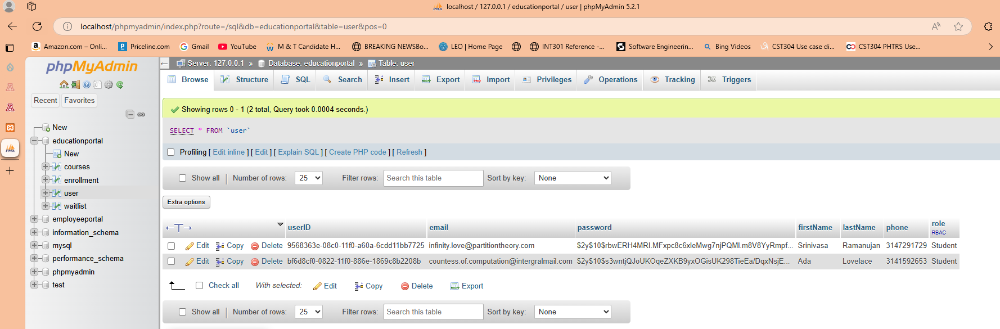 localhost / 127.0.0.1 / educationportal / user | phpMyAdmin 5.2.1
localhost/phpmyadmin/index.php?route=/sql&db=educationportal&table=user&pos=0
Amazon.com – Onli... Priceline.com Gmail YouTube M & T Candidate H... BREAKING NEWSBo... LEO | Home Page INT301 Reference -... Software Engineerin... Bing Videos CST304 Use case di... CST304 PHTRS Use...
phpMyAdmin
Recent Favorites
New
educationportal
New
courses
enrollment
user
waitlist
employeeportal
information_schema
mysql
performance_schema
phpmyadmin
test
Server: 127.0.0.1 » Database: educationportal » Table: user
Browse Structure SQL Search Insert Export Import Privileges Operations Tracking Triggers
Showing rows 0 - 1 (2 total, Query took 0.0004 seconds.)
SELECT * FROM `user`
Profiling [ Edit inline ] [ Edit ] [ Explain SQL ] [ Create PHP code ] [ Refresh ]
Show all Number of rows: 25 Filter rows: Search this table Sort by key: None
Extra options
userID email password firstName lastName phone role RBAC
Edit Copy Delete 9568363e-08c0-11f0-a60a-6cdd11bb7725 infinity.love@partitiontheory.com $2y$10$rbwERH4MRI.MFxpc8c6xleMwg7njPQMl.m8V8YyRmpf... Srinivasa Ramanujan 3147291729 Student
Edit Copy Delete bf6d8cf0-0822-11f0-886e-1869c8b2208b countess.of.computation@intergralmail.com $2y$10$s3wntjQJoUKOqeZXKB9yxOGisUK298TieEa/DqxNsjE... Ada Lovelace 3141592653 Student
Check all With selected: Edit Copy Delete Export
Show all Number of rows: 25 Filter rows: Search this table Sort by key: None